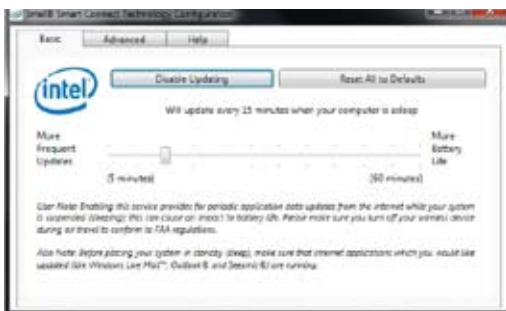 Intel® Smart Connect Technology Configuration
Basic Advanced Help
intel Disable Updating Reset All to Defaults
Will update every 15 minutes when your computer is asleep
More Frequent Updates
More Battery Life
(5 minutes) (60 minutes)
User Note: Enabling this service provides for periodic application data updates from the internet while your system
is suspended (sleeping); this can cause an impact to battery life. Please make sure you turn off your wireless device
during air travel to conform to FAA regulations.
Also Note: Before placing your system in standby (sleep), make sure that internet applications which you would like
updated (like Windows Live Mail™, Outlook® and Seesmic®) are running.